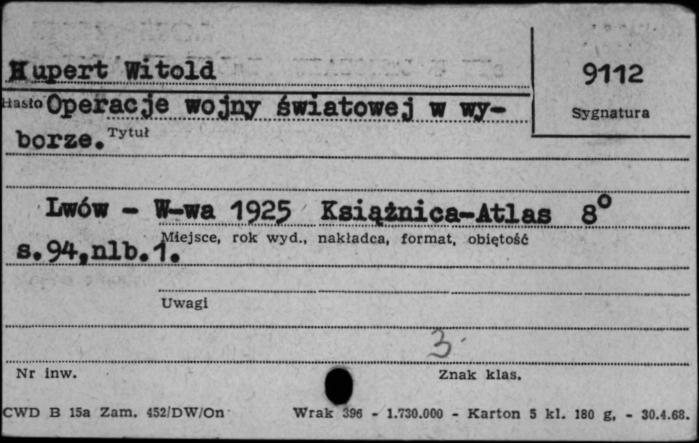 Hupert Witold
9112
Hasło Operacje wojny światowej w wy-
Sygnatura
borze. Tytuł
Lwów - W-wa 1925 Książnica-Atlas 8°
Miejsce, rok wyd., nakładca, format, objętość
s.94,nlb.1.
Uwagi
3
Nr inw.
Znak klas.
CWD B 15a Zam. 452/DW/On Wrak 396 - 1.730.000 - Karton 5 kl. 180 g. - 30.4.68.